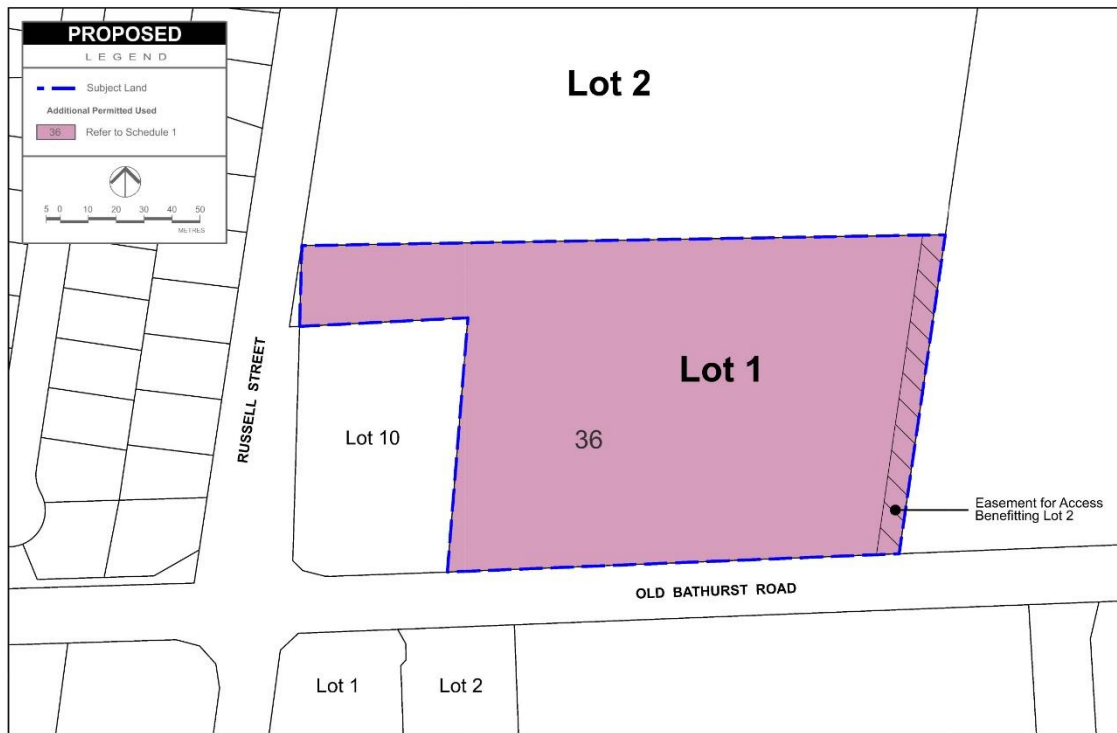 PROPOSED
LEGEND
Subject Land
Additional Permitted Used
36 Refer to Schedule 1
5 0 10 20 30 40 50
METRES
Lot 2
Lot 1
RUSSELL STREET
Lot 10
36
Easement for Access
Benefitting Lot 2
OLD BATHURST ROAD
Lot 1
Lot 2